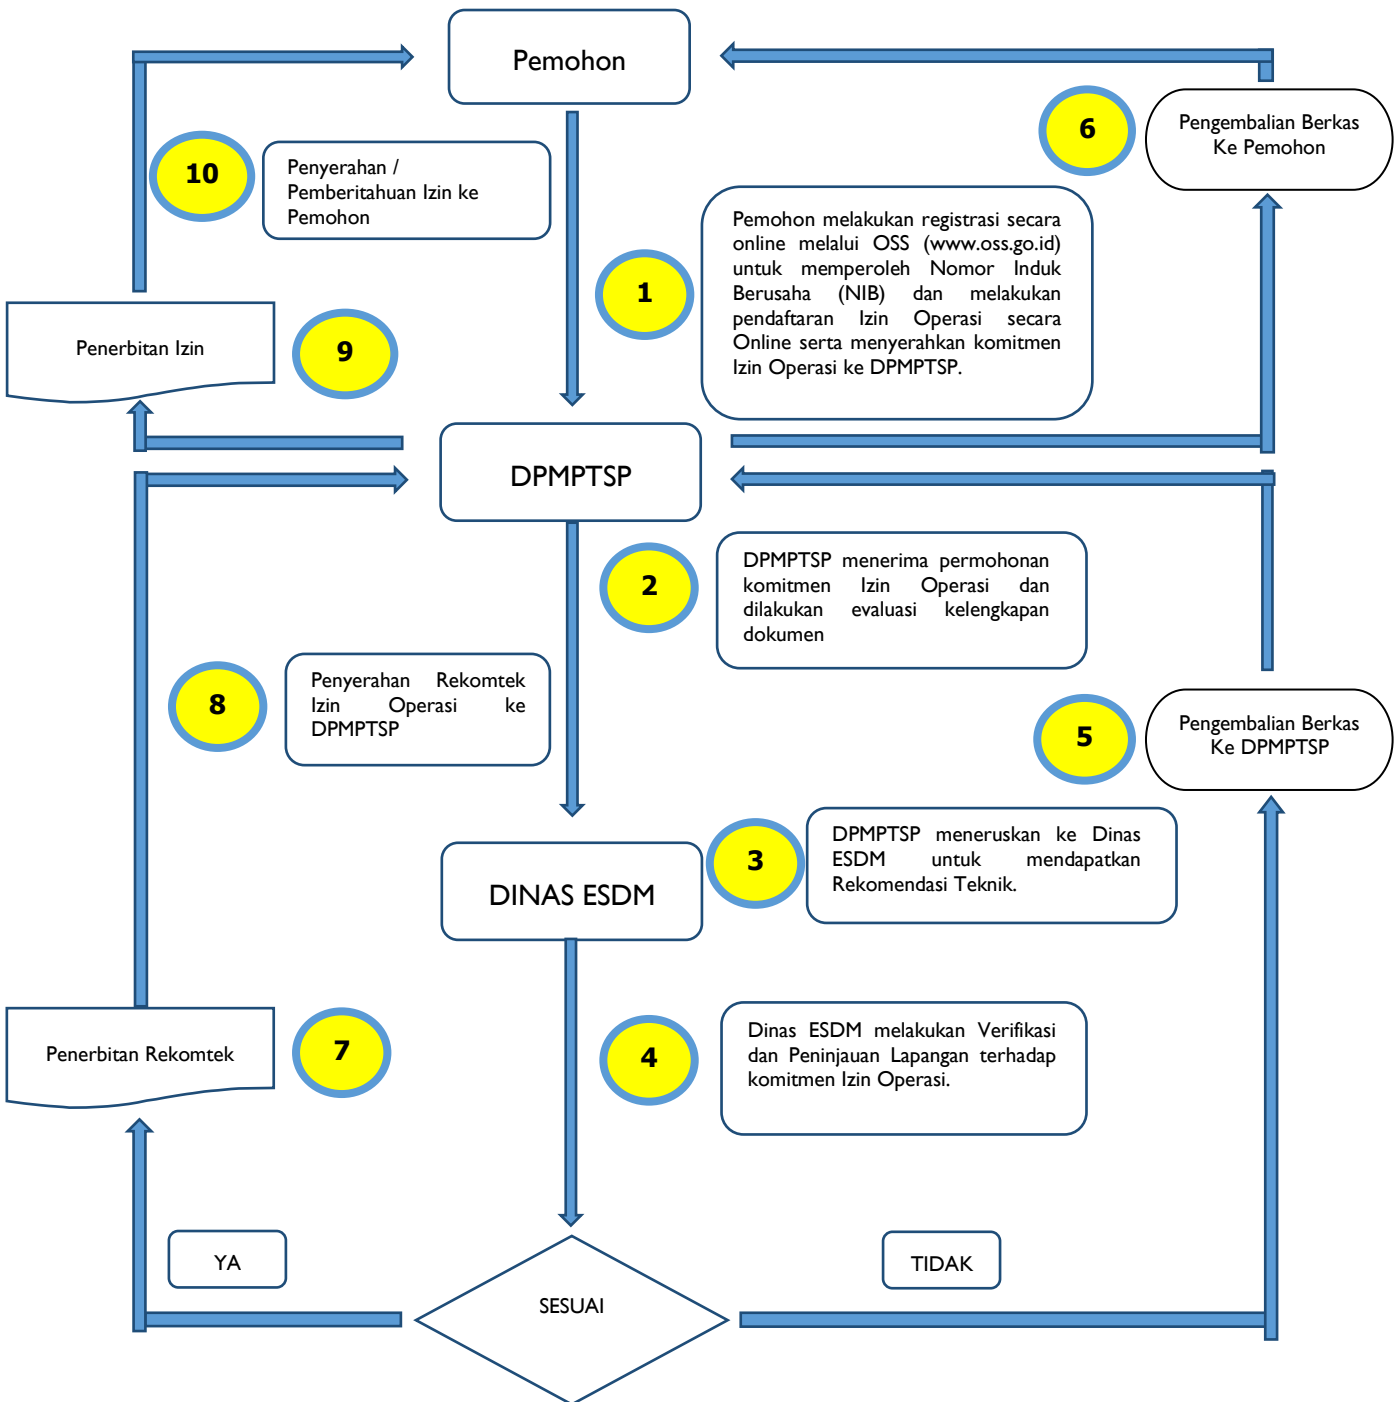 Pemohon
6
Pengembalian Berkas
Ke Pemohon
10
Penyerahan /
Pemberitahuan Izin ke
Pemohon
1
Pemohon melakukan registrasi secara
online melalui OSS (www.oss.go.id)
untuk memperoleh Nomor Induk
Berusaha (NIB) dan melakukan
pendaftaran Izin Operasi secara
Online serta menyerahkan komitmen
Izin Operasi ke DPMPTSP.
Penerbitan Izin
9
DPMPTSP
2
DPMPTSP menerima permohonan
komitmen Izin Operasi dan
dilakukan evaluasi kelengkapan
dokumen
8
Penyerahan Rekomtek
Izin Operasi ke
DPMPTSP
5
Pengembalian Berkas
Ke DPMPTSP
DINAS ESDM
3
DPMPTSP meneruskan ke Dinas
ESDM untuk mendapatkan
Rekomendasi Teknik.
Penerbitan Rekomtek
7
4
Dinas ESDM melakukan Verifikasi
dan Peninjauan Lapangan terhadap
komitmen Izin Operasi.
YA
TIDAK
SESUAI